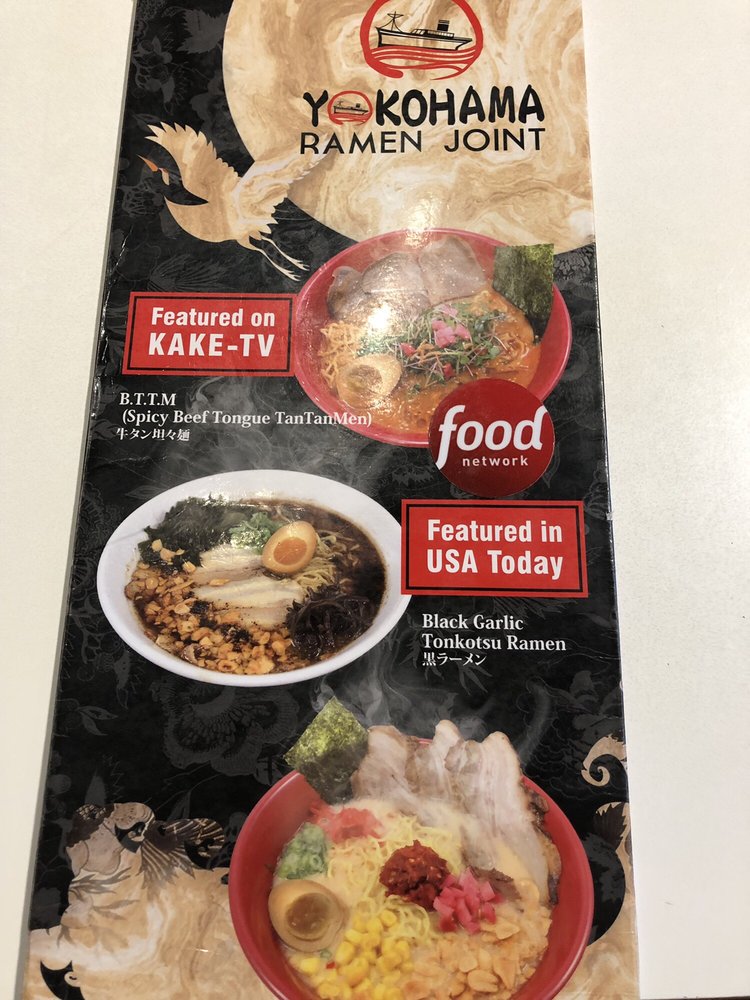 YOKOHAMA
RAMEN JOINT
Featured on
KAKE-TV
B.T.T.M
(Spicy Beef Tongue TanTanMen)
牛タン坦々麺
food
network
Featured in
USA Today
Black Garlic
Tonkotsu Ramen
黒ラーメン